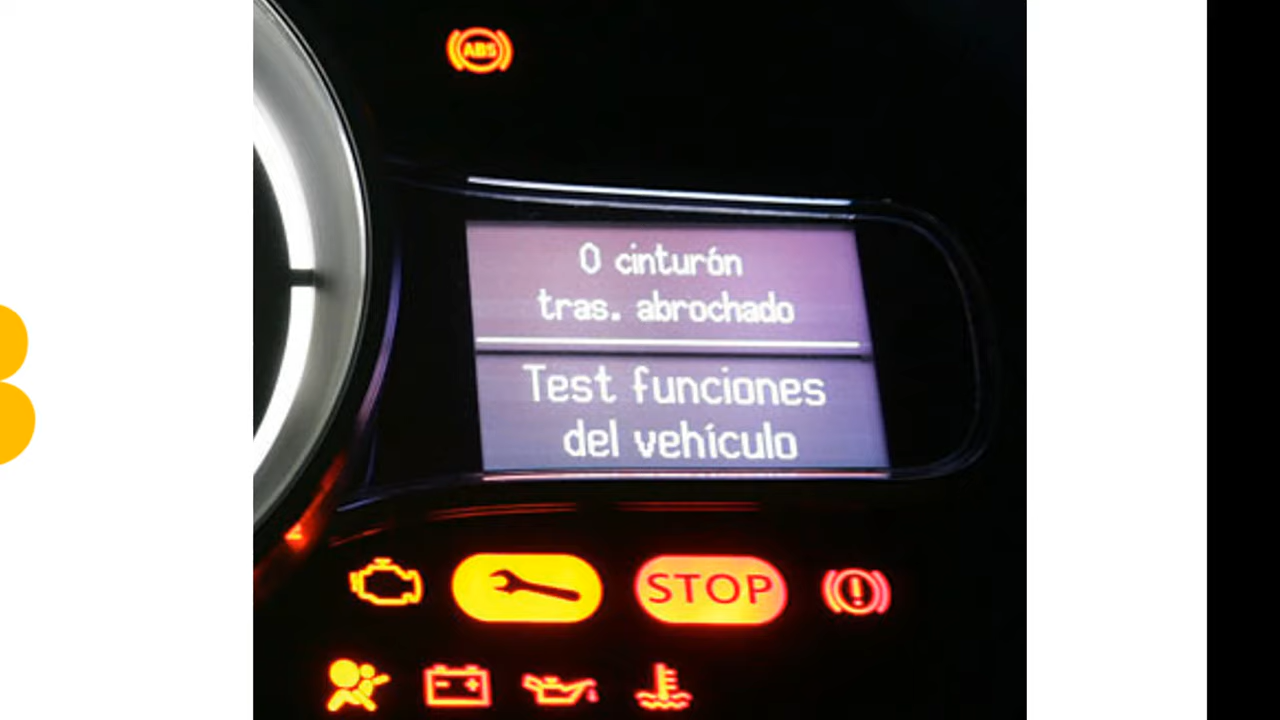 ABS
0 cinturón
tras. abrochado
Test funciones
del vehículo
STOP